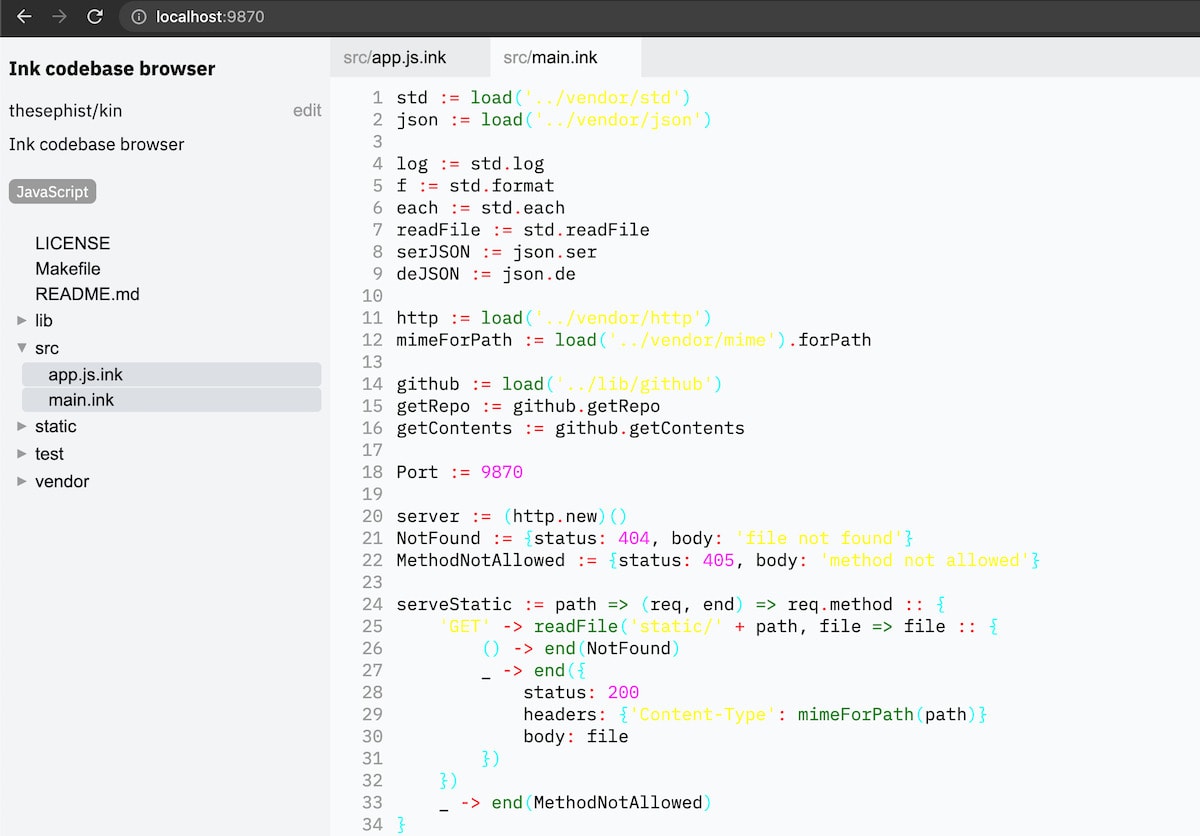 localhost:9870
Ink codebase browser
thesephist/kin edit
Ink codebase browser
JavaScript
LICENSE
Makefile
README.md
lib
src
app.js.ink
main.ink
static
test
vendor
src/app.js.ink src/main.ink
1 std := load('../vendor/std')
2 json := load('../vendor/json')
3
4 log := std.log
5 f := std.format
6 each := std.each
7 readFile := std.readFile
8 serJSON := json.ser
9 deJSON := json.de
10
11 http := load('../vendor/http')
12 mimeForPath := load('../vendor/mime').forPath
13
14 github := load('../lib/github')
15 getRepo := github.getRepo
16 getContents := github.getContents
17
18 Port := 9870
19
20 server := (http.new)()
21 NotFound := {status: 404, body: 'file not found'}
22 MethodNotAllowed := {status: 405, body: 'method not allowed'}
23
24 serveStatic := path => (req, end) => req.method :: {
25     'GET' -> readFile('static/' + path, file => file :: {
26         () -> end(NotFound)
27         _ -> end({
28             status: 200
29             headers: {'Content-Type': mimeForPath(path)}
30             body: file
31         })
32     })
33     _ -> end(MethodNotAllowed)
34 }